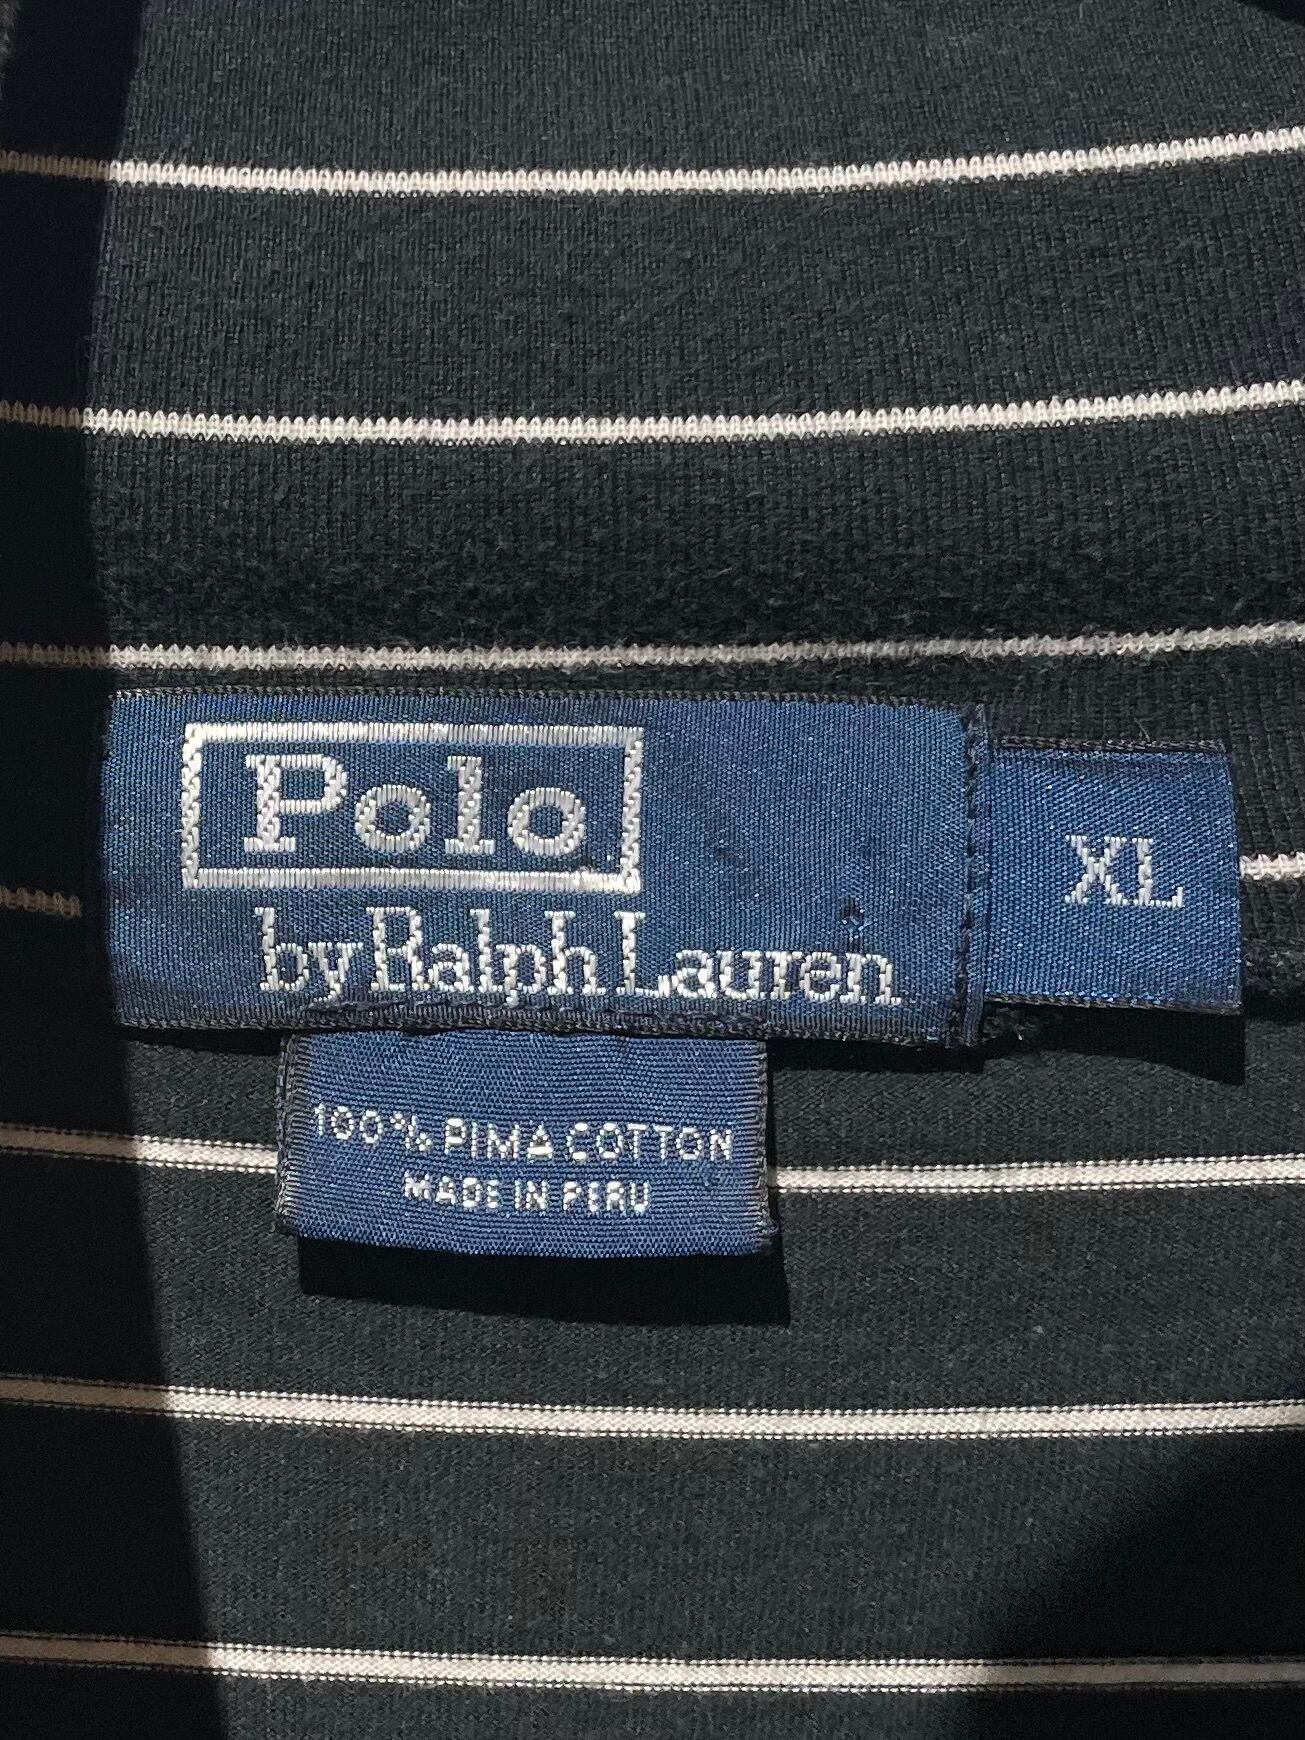 Polo
by Ralph Lauren
XL
100% PIMA COTTON
MADE IN PERU